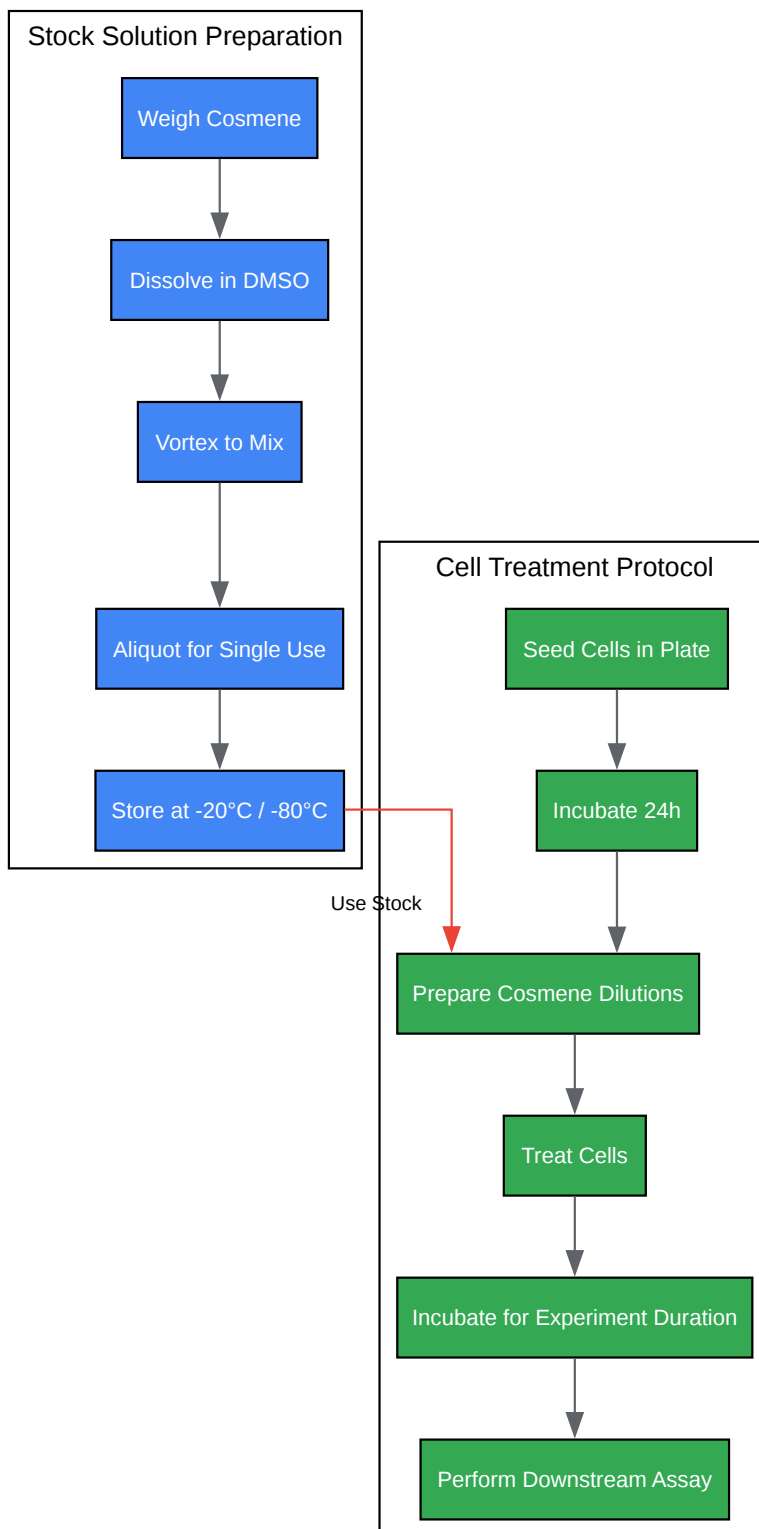 Stock Solution Preparation
Weigh Cosmene
Dissolve in DMSO
Vortex to Mix
Aliquot for Single Use
Store at -20°C / -80°C
Use Stock
Cell Treatment Protocol
Seed Cells in Plate
Incubate 24h
Prepare Cosmene Dilutions
Treat Cells
Incubate for Experiment Duration
Perform Downstream Assay